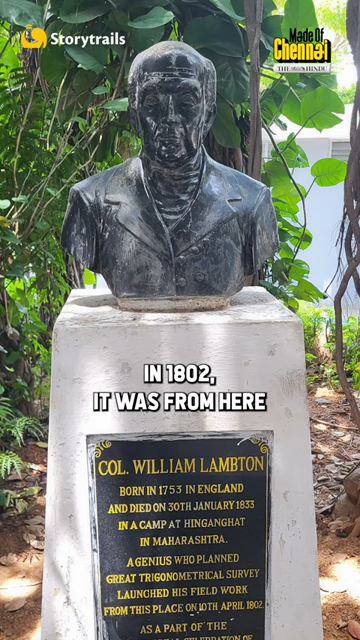 Storytrails
Made Of
Chennai
THE HINDU
IN 1802,
IT WAS FROM HERE
COL. WILLIAM LAMBTON
BORN IN 1753 IN ENGLAND
AND DIED ON 30TH JANUARY 1833
IN A CAMP AT HINGANGHAT
IN MAHARASHTRA.
A GENIUS WHO PLANNED
GREAT TRIGONOMETRICAL SURVEY
LAUNCHED HIS FIELD WORK
FROM THIS PLACE ON 10TH APRIL 1802.
AS A PART OF THE
CELEBRATION OF